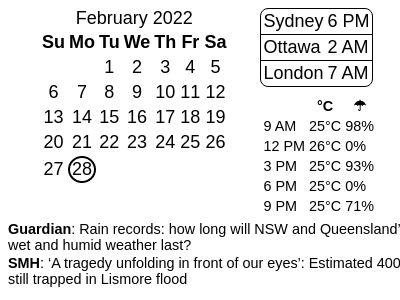 February 2022
Su Mo Tu We Th Fr Sa
1 2 3 4 5
6 7 8 9 10 11 12
13 14 15 16 17 18 19
20 21 22 23 24 25 26
27 28
Sydney 6 PM
Ottawa 2 AM
London 7 AM
°C ☂
9 AM 25°C 98%
12 PM 26°C 0%
3 PM 25°C 93%
6 PM 25°C 0%
9 PM 25°C 71%
Guardian: Rain records: how long will NSW and Queensland’
wet and humid weather last?
SMH: ‘A tragedy unfolding in front of our eyes’: Estimated 400
still trapped in Lismore flood